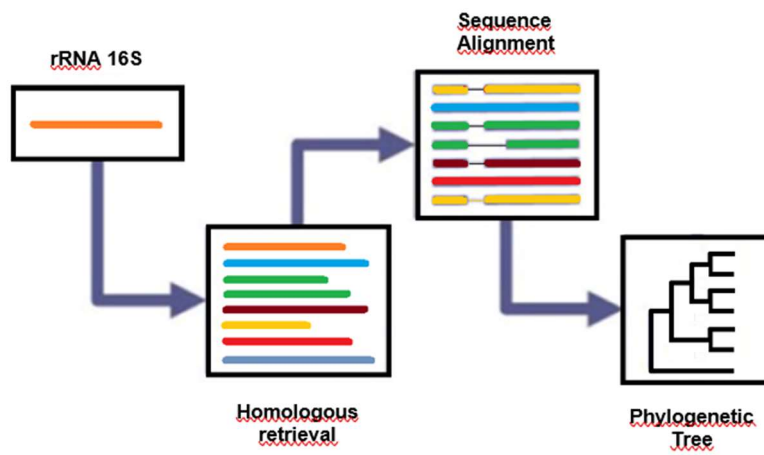 rRNA 16S
Sequence
Alignment
Homologous
retrieval
Phylogenetic
Tree